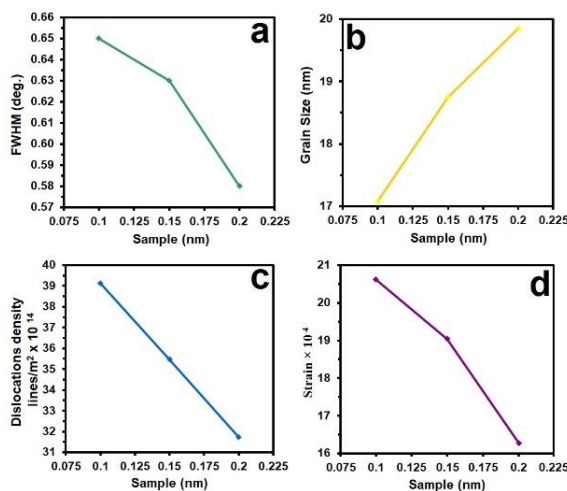 a
FWHM (deg.)
0.66
0.65
0.64
0.63
0.62
0.61
0.60
0.59
0.58
0.57
0.075 0.1 0.125 0.15 0.175 0.2 0.225
Sample (nm)
b
Grain Size (nm)
20
19
18
17
0.075 0.1 0.125 0.15 0.175 0.2 0.225
Sample (nm)
c
Dislocations density
lines/m² x 10 14
40
39
38
37
36
35
34
33
32
31
0.075 0.1 0.125 0.15 0.175 0.2 0.225
Sample (nm)
d
Strain × 10⁻⁴
21
20
19
18
17
16
0.075 0.1 0.125 0.15 0.175 0.2 0.225
Sample (nm)